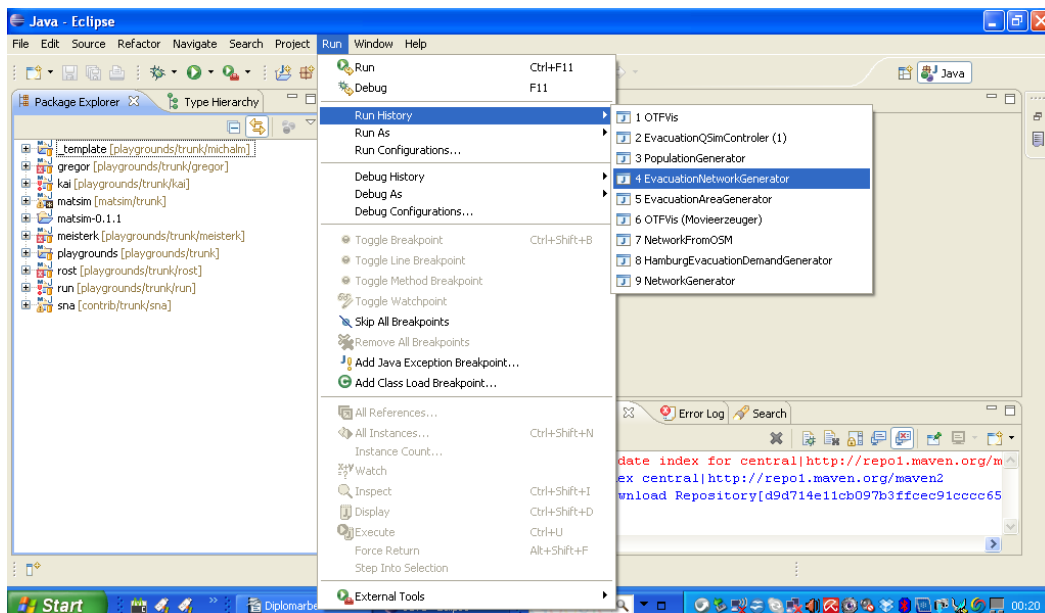 Java - Eclipse
File Edit Source Refactor Navigate Search Project Run Window Help
Java
Package Explorer Type Hierarchy
_template [playgrounds/trunk/michalm]
gregor [playgrounds/trunk/gregor]
kai [playgrounds/trunk/kai]
matsim [matsim/trunk]
matsim-0.1.1
meisterk [playgrounds/trunk/meisterk]
playgrounds [playgrounds/trunk]
rost [playgrounds/trunk/rost]
run [playgrounds/trunk/run]
sna [contrib/trunk/sna]
Run Ctrl+F11
Debug F11
Run History
Run As
Run Configurations...
Debug History
Debug As
Debug Configurations...
Toggle Breakpoint Ctrl+Shift+B
Toggle Line Breakpoint
Toggle Method Breakpoint
Toggle Watchpoint
Skip All Breakpoints
Remove All Breakpoints
Add Java Exception Breakpoint...
Add Class Load Breakpoint...
All References...
All Instances... Ctrl+Shift+N
Instance Count...
Watch
Inspect Ctrl+Shift+I
Display Ctrl+Shift+D
Execute Ctrl+U
Force Return Alt+Shift+F
Step Into Selection
External Tools
1 OTFVis
2 EvacuationQSimControler (1)
3 PopulationGenerator
4 EvacuationNetworkGenerator
5 EvacuationAreaGenerator
6 OTFVis (Movieerzeuger)
7 NetworkFromOSM
8 HamburgEvacuationDemandGenerator
9 NetworkGenerator
Error Log Search
date index for central|http://repo1.maven.org/m
ex central|http://repo1.maven.org/maven2
wnload Repository[d9d714e11cb097b3ffcec91cccc65
Start Diplomarbe 00:20